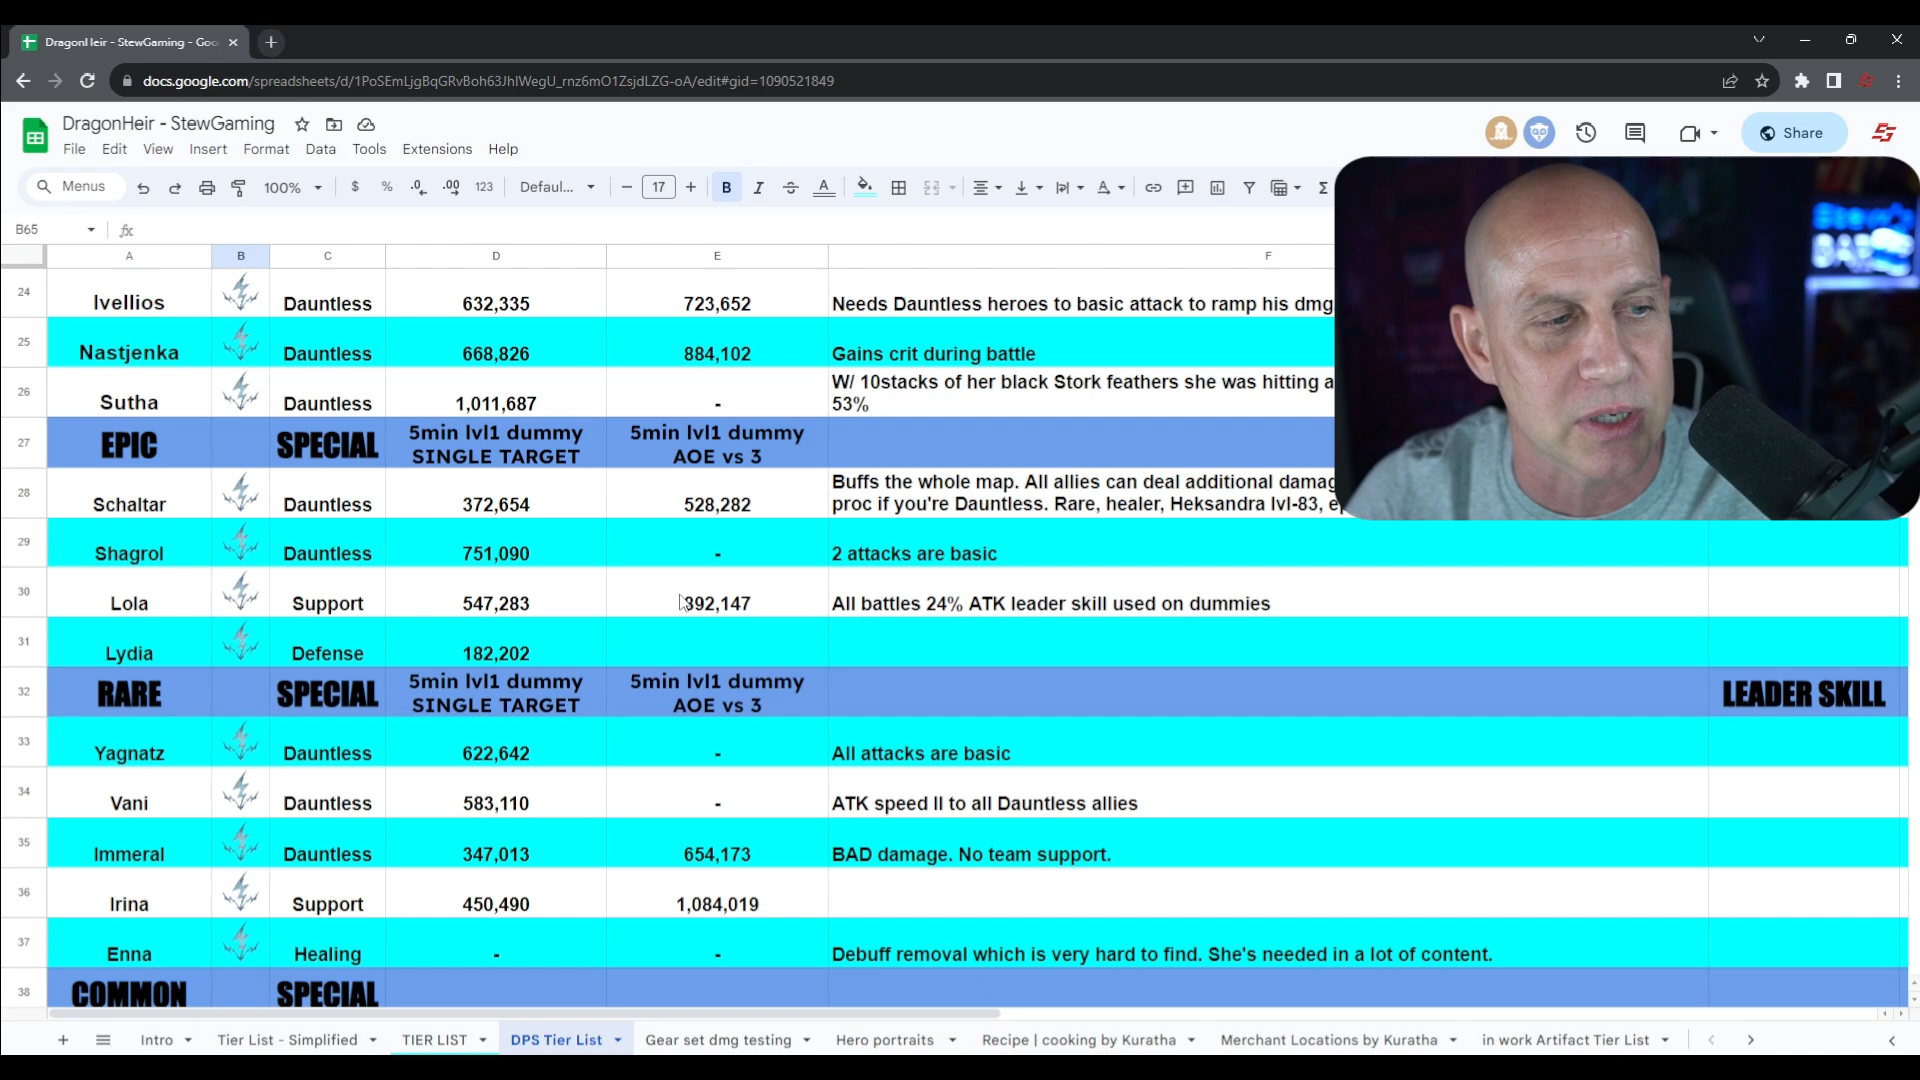 DragonHeir - StewGaming - Goo
docs.google.com/spreadsheets/d/1PoSEmLjgBqGRvBoh63JhlWegU_rnz6mO1ZsjdLZG-oA/edit#gid=1090521849
DragonHeir - StewGaming
Share
File Edit View Insert Format Data Tools Extensions Help
Menus 100% $ % .0 .00 123 Defaul... 17 B I S A
B65 fx
A B C D E F
24 Ivellios Dauntless 632,335 723,652 Needs Dauntless heroes to basic attack to ramp his dmg
25 Nastjenka Dauntless 668,826 884,102 Gains crit during battle
W/ 10stacks of her black Stork feathers she was hitting a
26 Sutha Dauntless 1,011,687 - 53%
27 EPIC SPECIAL 5min lvl1 dummy SINGLE TARGET 5min lvl1 dummy AOE vs 3
Buffs the whole map. All allies can deal additional damag
28 Schaltar Dauntless 372,654 528,282 proc if you're Dauntless. Rare, healer, Heksandra lvl-83, e
29 Shagrol Dauntless 751,090 - 2 attacks are basic
30 Lola Support 547,283 392,147 All battles 24% ATK leader skill used on dummies
31 Lydia Defense 182,202
32 RARE SPECIAL 5min lvl1 dummy SINGLE TARGET 5min lvl1 dummy AOE vs 3 LEADER SKILL
33 Yagnatz Dauntless 622,642 - All attacks are basic
34 Vani Dauntless 583,110 - ATK speed II to all Dauntless allies
35 Immeral Dauntless 347,013 654,173 BAD damage. No team support.
36 Irina Support 450,490 1,084,019
37 Enna Healing - - Debuff removal which is very hard to find. She's needed in a lot of content.
38 COMMON SPECIAL
Intro Tier List - Simplified TIER LIST DPS Tier List Gear set dmg testing Hero portraits Recipe | cooking by Kuratha Merchant Locations by Kuratha in work Artifact Tier List